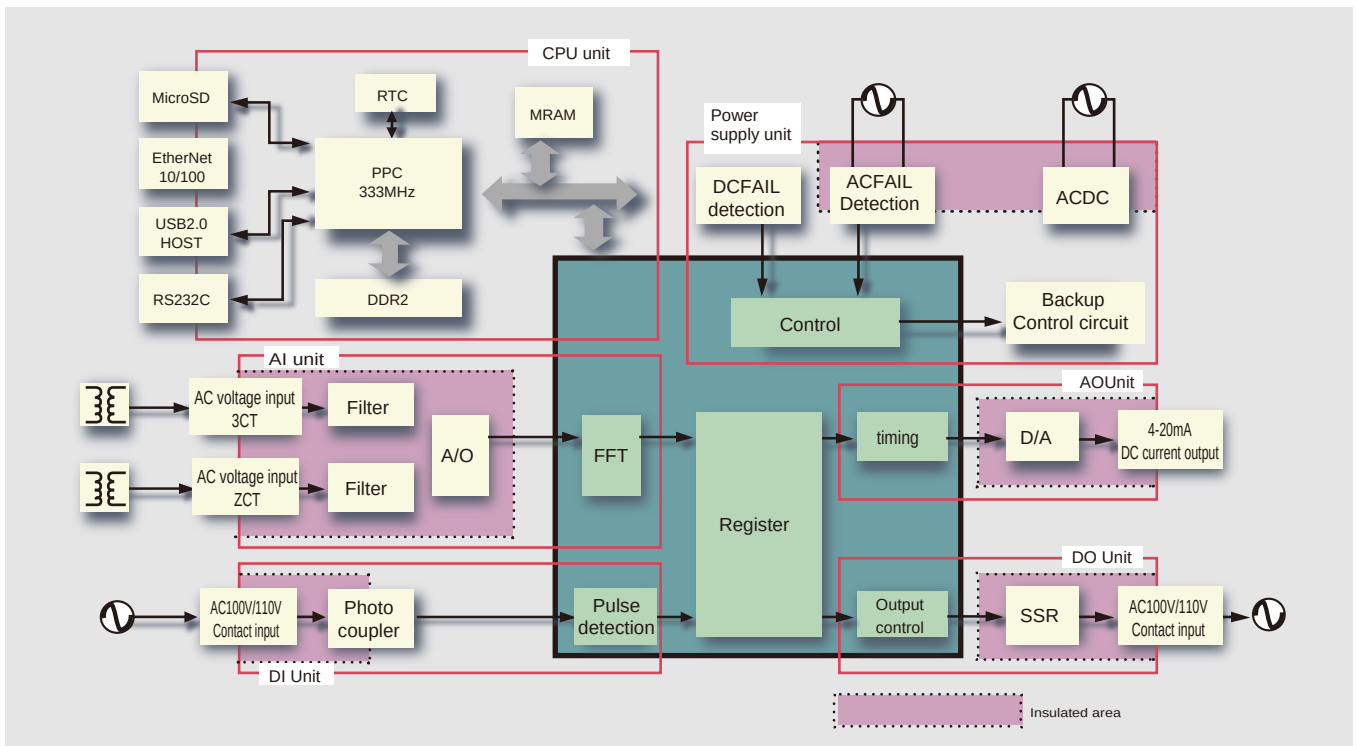 CPU unit
MicroSD
RTC
MRAM
EtherNet
10/100
PPC
333MHz
USB2.0
HOST
RS232C
DDR2
Power
supply unit
DCFAIL
detection
ACFAIL
Detection
ACDC
Control
Backup
Control circuit
AI unit
AC voltage input
3CT
Filter
A/O
AC voltage input
ZCT
Filter
FFT
Register
AOUnit
timing
D/A
4-20mA
DC current output
DO Unit
AC100V/110V
Contact input
Photo
coupler
Pulse
detection
Output
control
SSR
AC100V/110V
Contact input
DI Unit
Insulated area